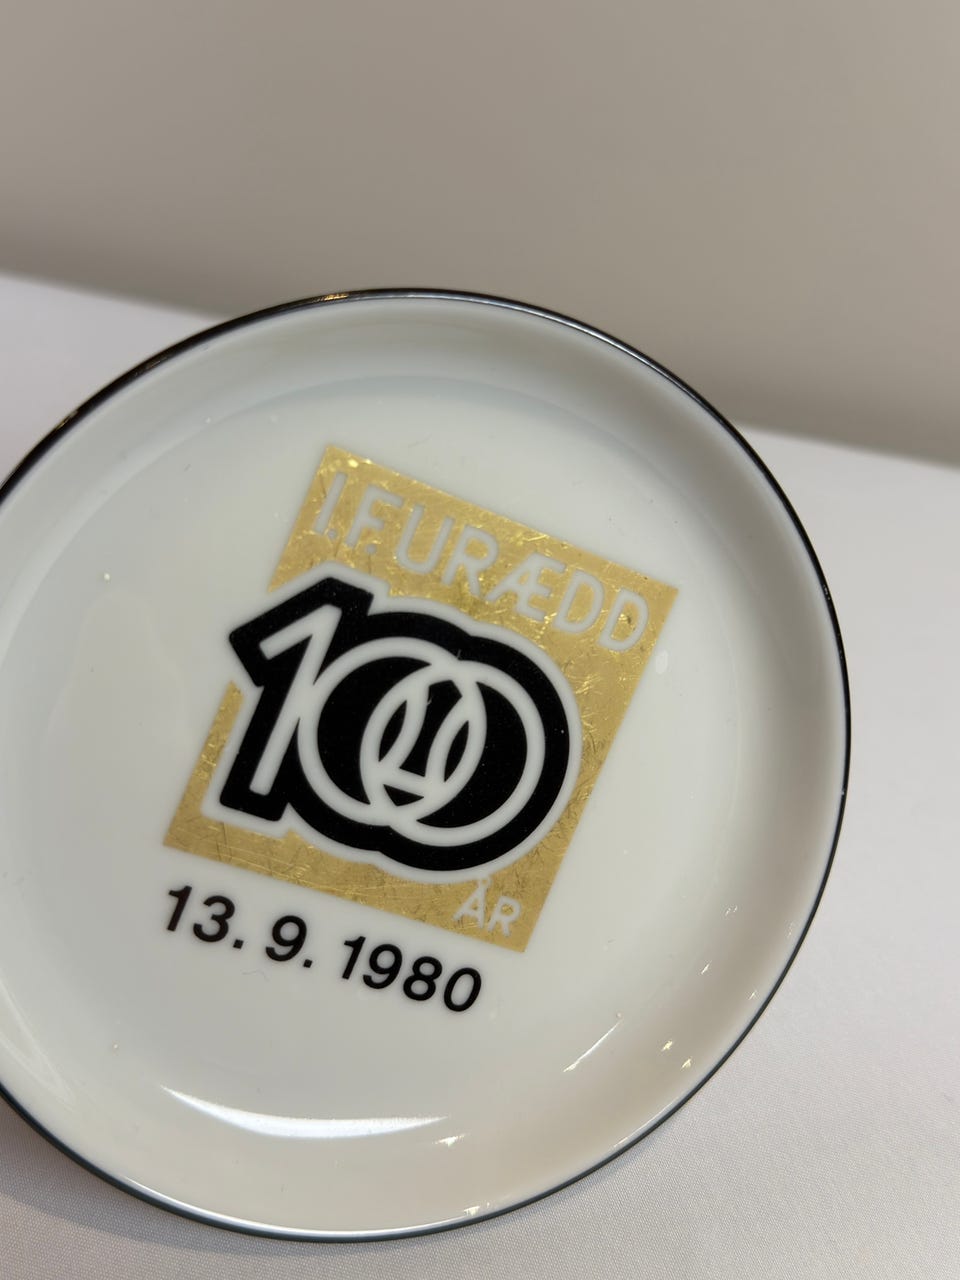 I.F.URÆDD
100
ÅR
13. 9. 1980